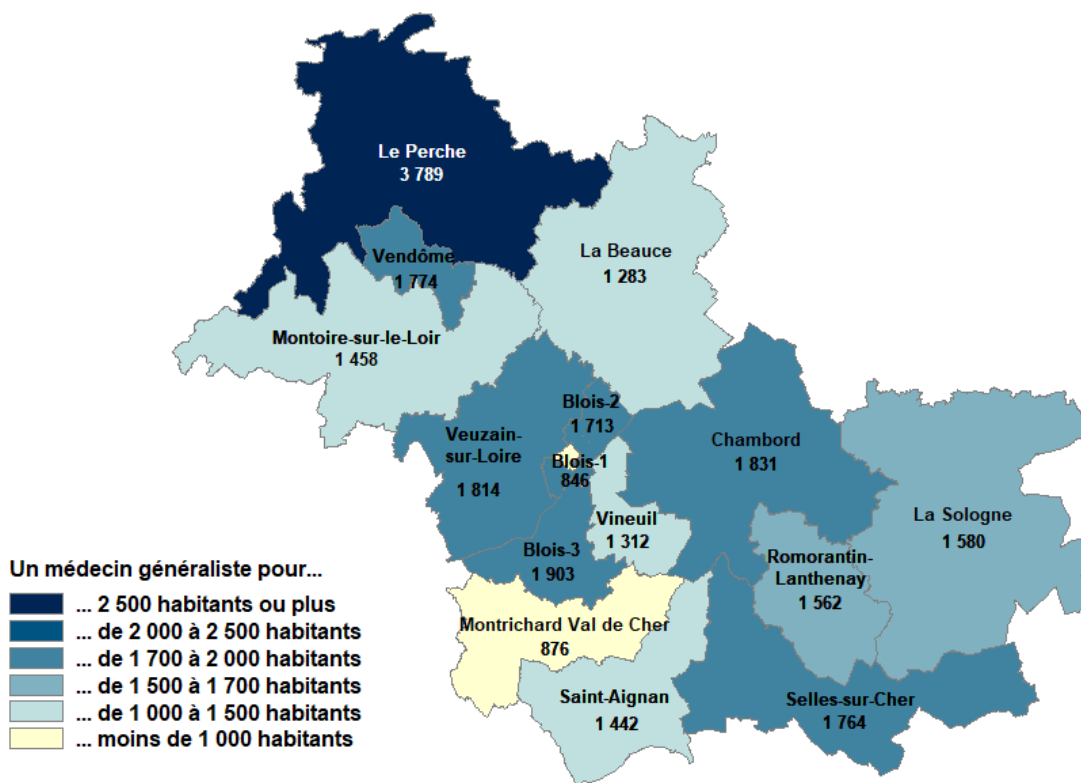 Le Perche
3 789
La Beauce
1 283
Vendôme
1 774
Montoire-sur-le-Loir
1 458
Blois-2
1 713
Veuzain-
sur-Loire
1 814
Blois-1
846
Chambord
1 831
Vineuil
1 312
La Sologne
1 580
Blois-3
1 903
Romorantin-
Lanthenay
1 562
Montrichard Val de Cher
876
Saint-Aignan
1 442
Selles-sur-Cher
1 764
Un médecin généraliste pour...
... 2 500 habitants ou plus
... de 2 000 à 2 500 habitants
... de 1 700 à 2 000 habitants
... de 1 500 à 1 700 habitants
... de 1 000 à 1 500 habitants
... moins de 1 000 habitants